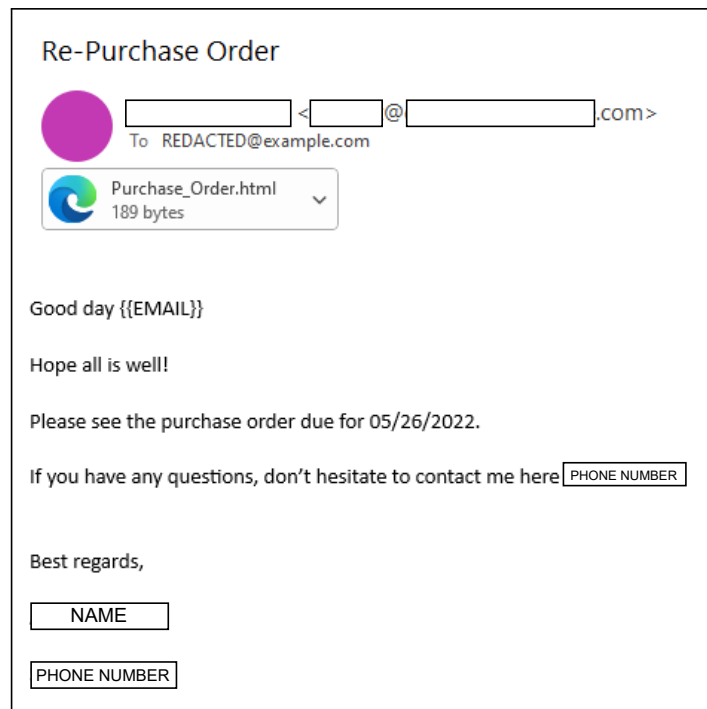 Re-Purchase Order
< @ .com>
To REDACTED@example.com
Purchase_Order.html
189 bytes
Good day {{EMAIL}}
Hope all is well!
Please see the purchase order due for 05/26/2022.
If you have any questions, don’t hesitate to contact me here PHONE NUMBER
Best regards,
NAME
PHONE NUMBER